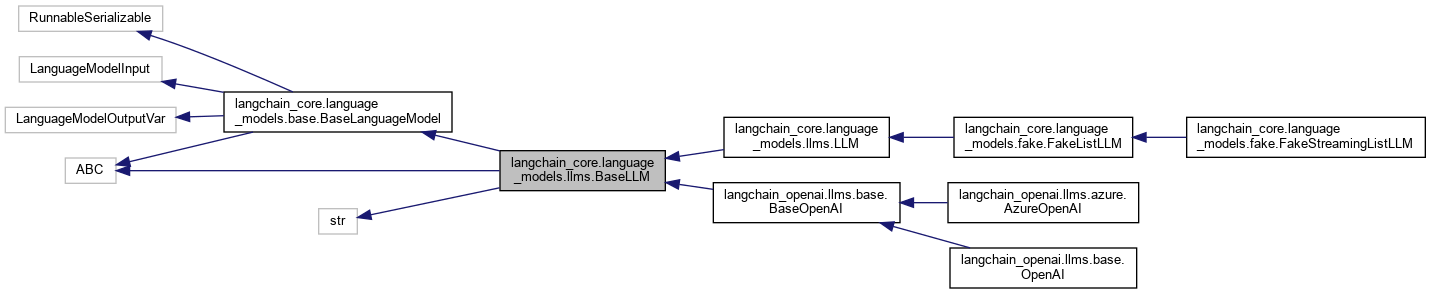 RunnableSerializable
LanguageModelInput
LanguageModelOutputVar
ABC
str
langchain_core.language
_models.base.BaseLanguageModel
langchain_core.language
_models.llms.BaseLLM
langchain_core.language
_models.llms.LLM
langchain_openai.llms.base.
BaseOpenAI
langchain_core.language
_models.fake.FakeListLLM
langchain_openai.llms.azure.
AzureOpenAI
langchain_openai.llms.base.
OpenAI
langchain_core.language
_models.fake.FakeStreamingListLLM